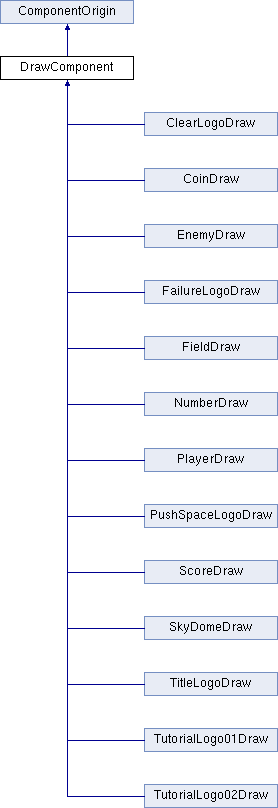 ComponentOrigin
DrawComponent
ClearLogoDraw
CoinDraw
EnemyDraw
FailureLogoDraw
FieldDraw
NumberDraw
PlayerDraw
PushSpaceLogoDraw
ScoreDraw
SkyDomeDraw
TitleLogoDraw
TutorialLogo01Draw
TutorialLogo02Draw